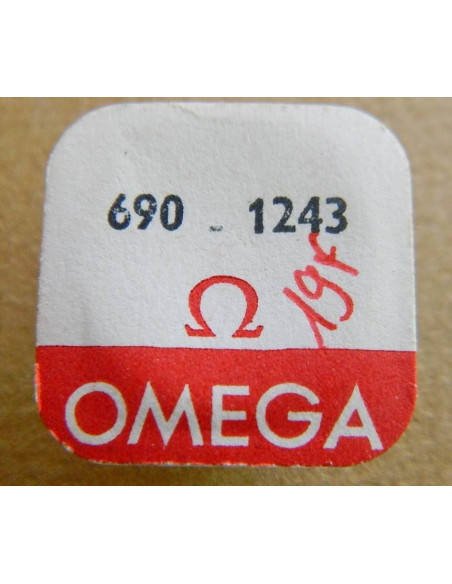 690 - 1243
19F
Ω
OMEGA